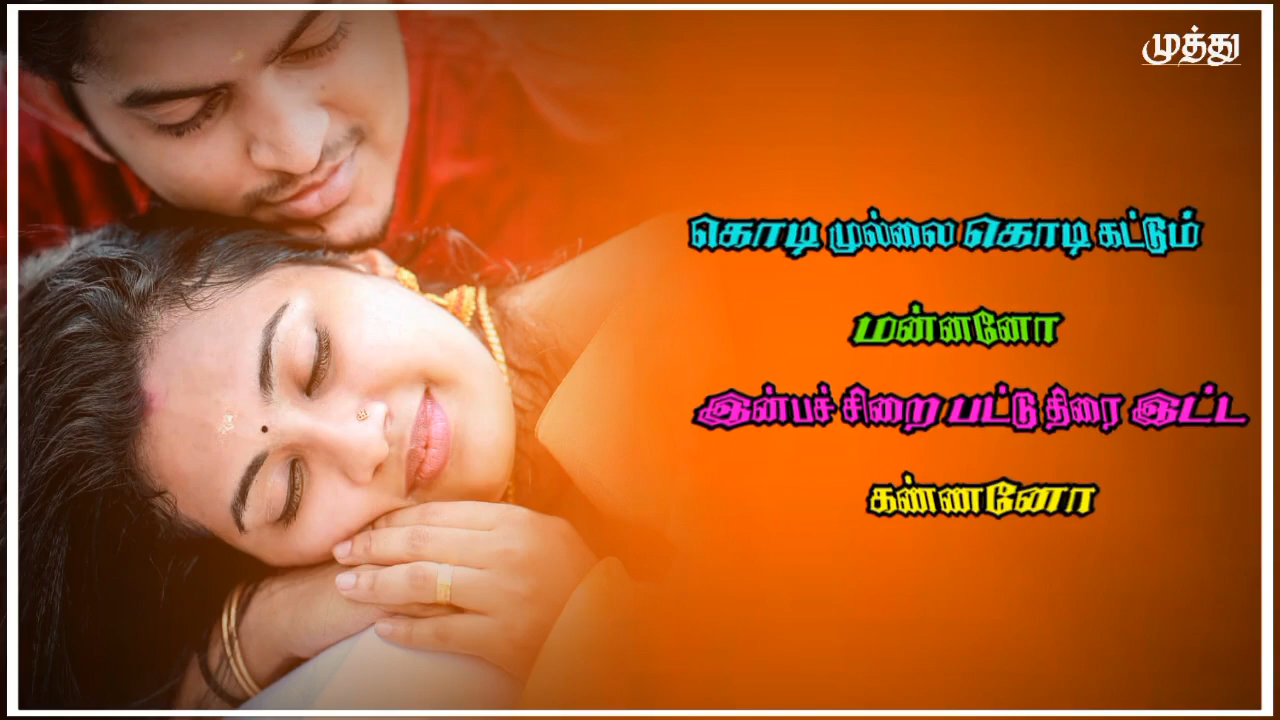 முத்து
கொடி முல்லை கொடி கட்டும்
மன்னனோ
இன்பச் சிறை பட்டு திரை இட்ட
கண்ணனோ